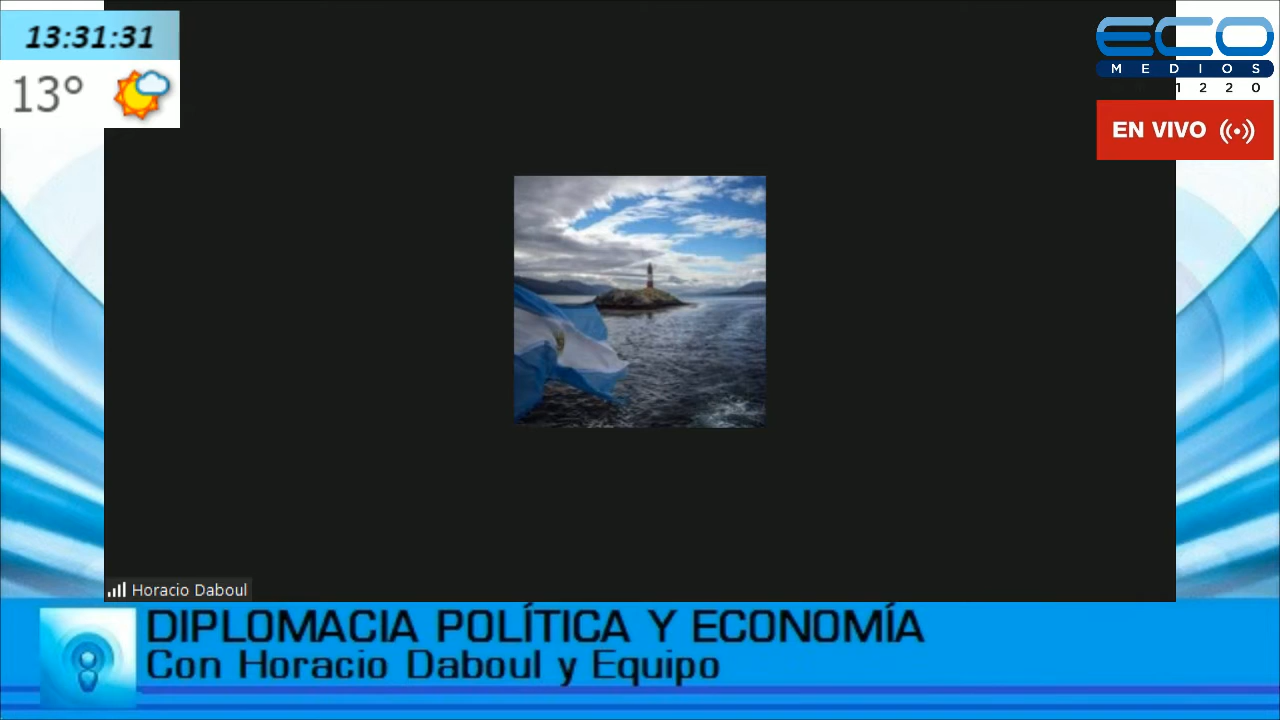 13:31:31
13°
ECO
MEDIOS
1220
EN VIVO
Horacio Daboul
DIPLOMACIA POLÍTICA Y ECONOMÍA
Con Horacio Daboul y Equipo